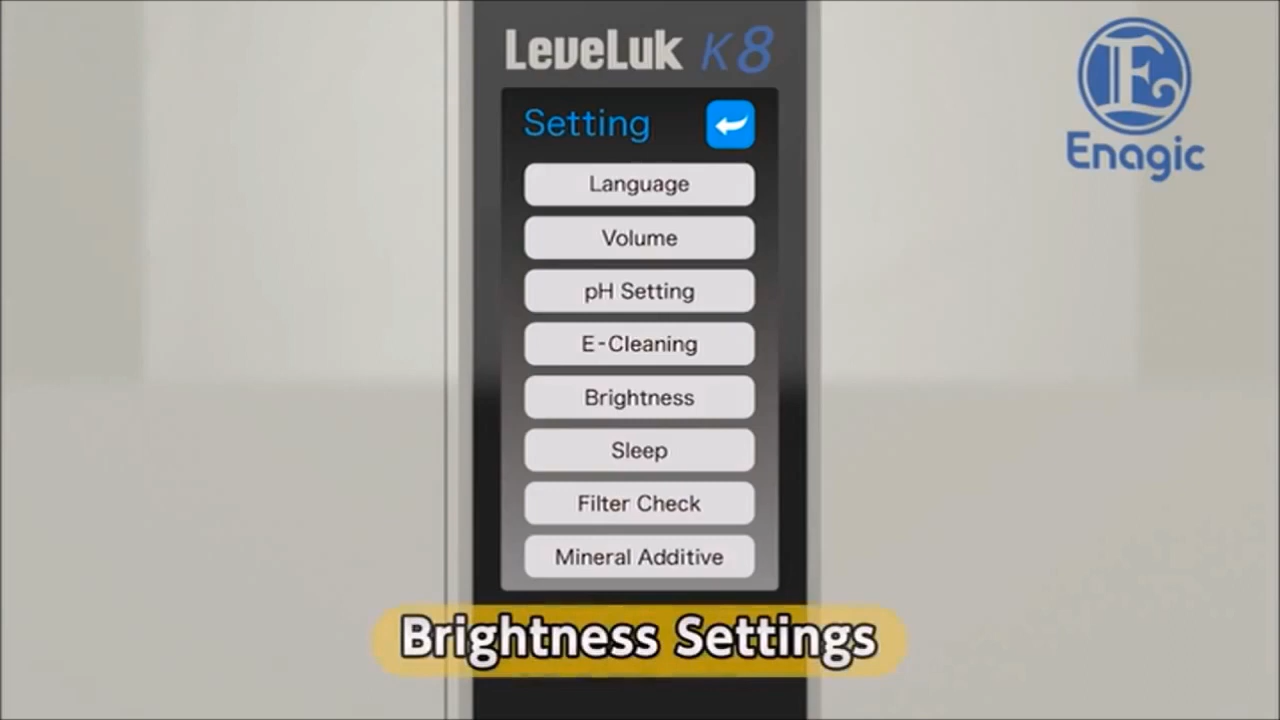 LeveLuk K8
Enagic
Setting
Language
Volume
pH Setting
E-Cleaning
Brightness
Sleep
Filter Check
Mineral Additive
Brightness Settings